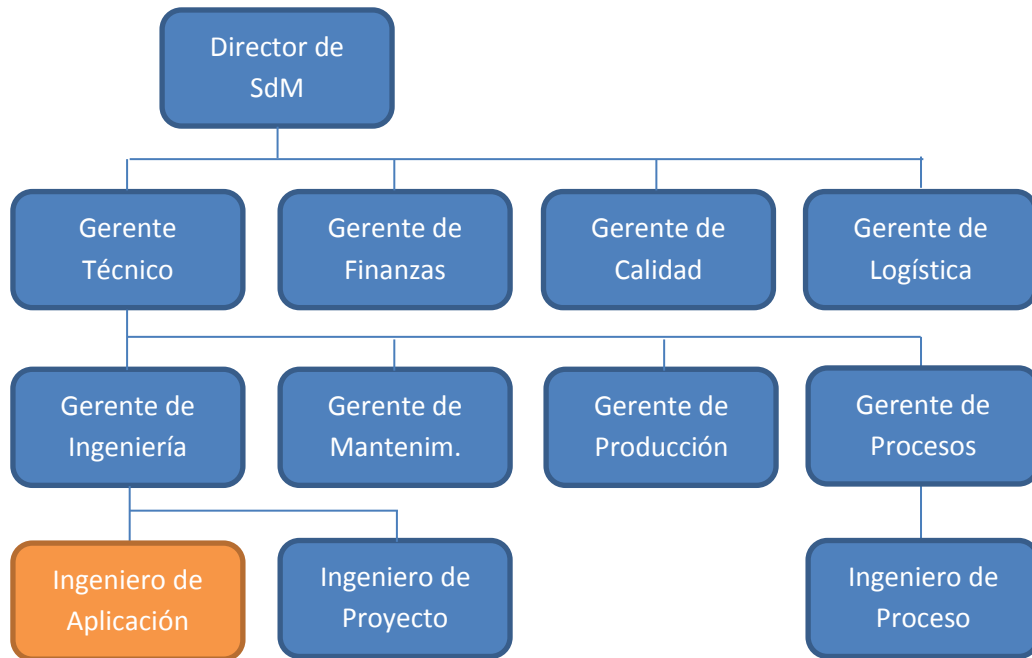 Director de
SdM
Gerente
Técnico
Gerente de
Finanzas
Gerente de
Calidad
Gerente de
Logística
Gerente de
Ingeniería
Gerente de
Mantenim.
Gerente de
Producción
Gerente de
Procesos
Ingeniero de
Aplicación
Ingeniero de
Proyecto
Ingeniero de
Proceso